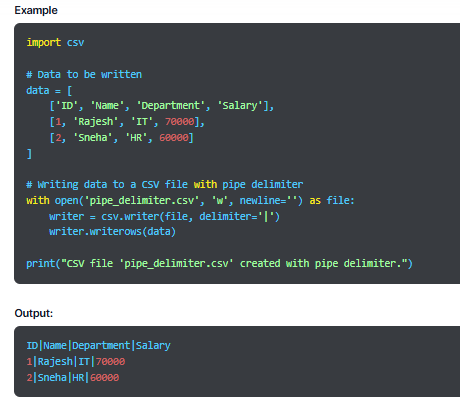 Example
import csv
# Data to be written
data = [
    ['ID', 'Name', 'Department', 'Salary'],
    [1, 'Rajesh', 'IT', 70000],
    [2, 'Sneha', 'HR', 60000]
]
# Writing data to a CSV file with pipe delimiter
with open('pipe_delimiter.csv', 'w', newline='') as file:
    writer = csv.writer(file, delimiter='|')
    writer.writerows(data)
print("CSV file 'pipe_delimiter.csv' created with pipe delimiter.")
Output:
ID|Name|Department|Salary
1|Rajesh|IT|70000
2|Sneha|HR|60000